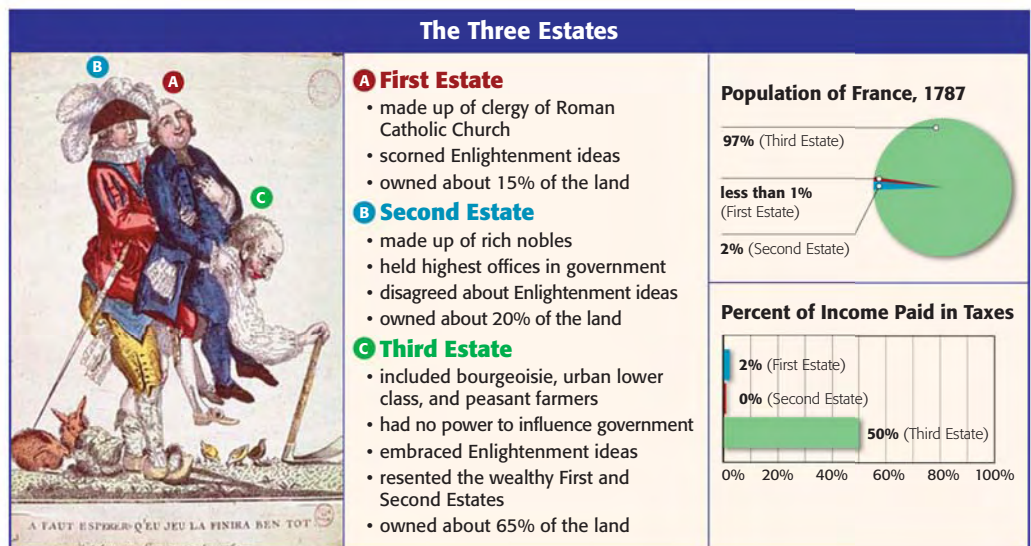 The Three Estates
B
A
C
A FAUT ESPERER Q'EU JEU LA FINIRA BEN TOT
A First Estate
• made up of clergy of Roman
Catholic Church
• scorned Enlightenment ideas
• owned about 15% of the land
B Second Estate
• made up of rich nobles
• held highest offices in government
• disagreed about Enlightenment ideas
• owned about 20% of the land
C Third Estate
• included bourgeoisie, urban lower
class, and peasant farmers
• had no power to influence government
• embraced Enlightenment ideas
• resented the wealthy First and
Second Estates
• owned about 65% of the land
Population of France, 1787
97% (Third Estate)
less than 1%
(First Estate)
2% (Second Estate)
Percent of Income Paid in Taxes
2% (First Estate)
0% (Second Estate)
50% (Third Estate)
0% 20% 40% 60% 80% 100%